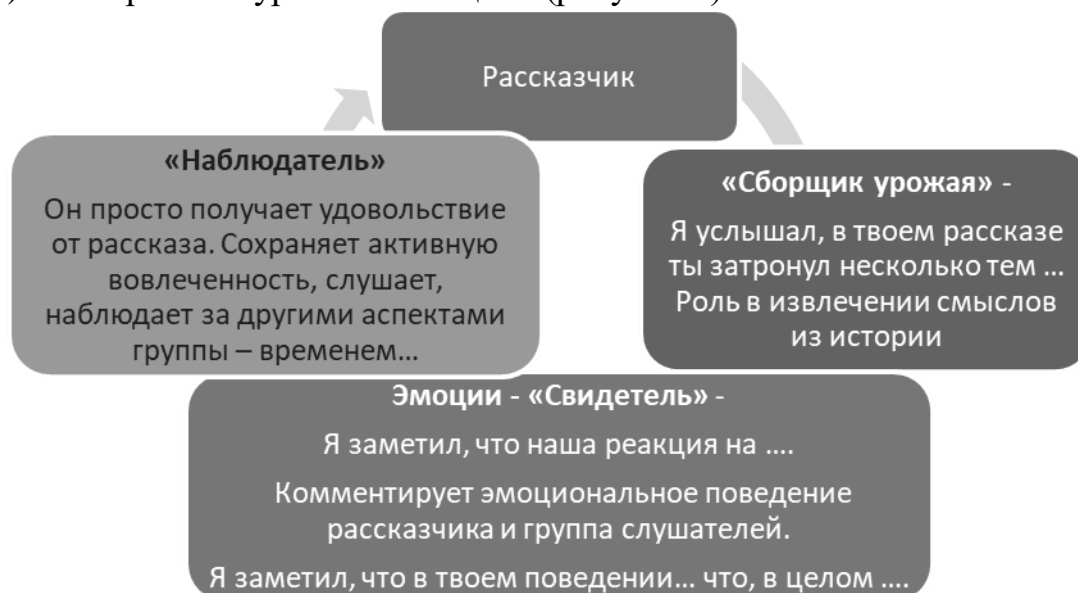 Рассказчик
«Наблюдатель»
Он просто получает удовольствие
от рассказа. Сохраняет активную
вовлеченность, слушает,
наблюдает за другими аспектами
группы – временем...
«Сборщик урожая» -
Я услышал, в твоем рассказе
ты затронул несколько тем ...
Роль в извлечении смыслов
из истории
Эмоции - «Свидетель» -
Я заметил, что наша реакция на ....
Комментирует эмоциональное поведение
рассказчика и группа слушателей.
Я заметил, что в твоем поведении... что, в целом ....